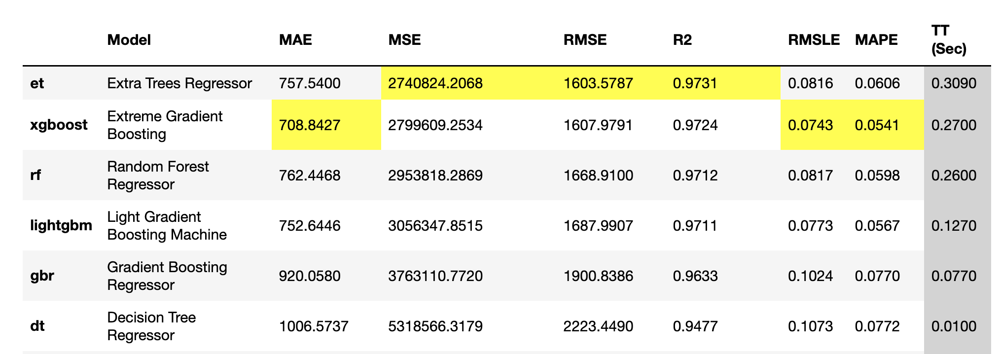 Model MAE MSE RMSE R2 RMSLE MAPE TT (Sec)
et Extra Trees Regressor 757.5400 2740824.2068 1603.5787 0.9731 0.0816 0.0606 0.3090
xgboost Extreme Gradient Boosting 708.8427 2799609.2534 1607.9791 0.9724 0.0743 0.0541 0.2700
rf Random Forest Regressor 762.4468 2953818.2869 1668.9100 0.9712 0.0817 0.0598 0.2600
lightgbm Light Gradient Boosting Machine 752.6446 3056347.8515 1687.9907 0.9711 0.0773 0.0567 0.1270
gbr Gradient Boosting Regressor 920.0580 3763110.7720 1900.8386 0.9633 0.1024 0.0770 0.0770
dt Decision Tree Regressor 1006.5737 5318566.3179 2223.4490 0.9477 0.1073 0.0772 0.0100